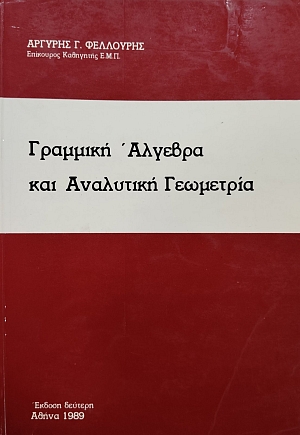 ΑΡΓΥΡΗΣ Γ. ΦΕΛΛΟΥΡΗΣ
Επίκουρος Καθηγητής Ε.Μ.Π.
Γραμμική Άλγεβρα
και Αναλυτική Γεωμετρία
Έκδοση δεύτερη
Αθήνα 1989